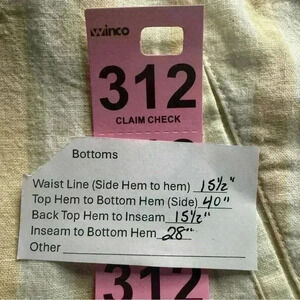 winco
312
CLAIM CHECK
Bottoms
Waist Line (Side Hem to hem) 15½"
Top Hem to Bottom Hem (Side) 40"
Back Top Hem to Inseam 15½"
Inseam to Bottom Hem 28"
Other
312